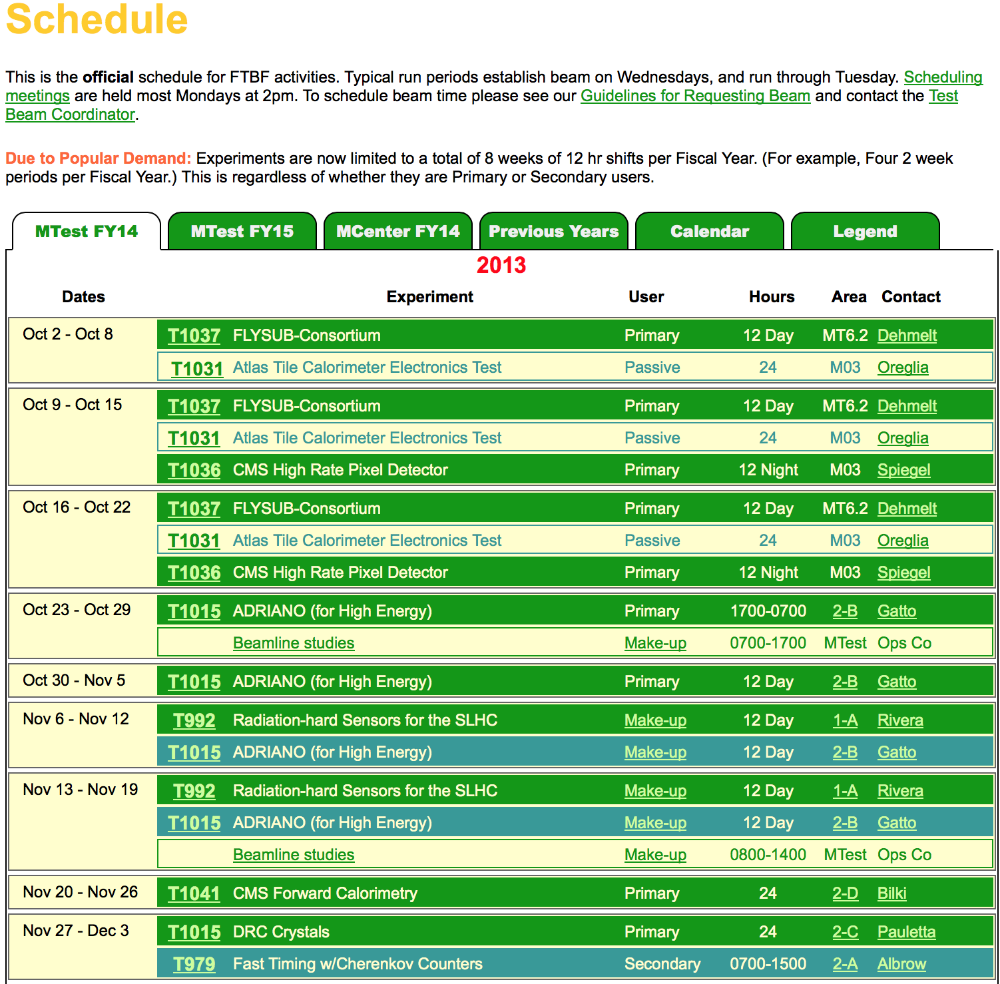 Schedule
This is the official schedule for FTBF activities. Typical run periods establish beam on Wednesdays, and run through Tuesday. Scheduling
meetings are held most Mondays at 2pm. To schedule beam time please see our Guidelines for Requesting Beam and contact the Test
Beam Coordinator.
Due to Popular Demand: Experiments are now limited to a total of 8 weeks of 12 hr shifts per Fiscal Year. (For example, Four 2 week
periods per Fiscal Year.) This is regardless of whether they are Primary or Secondary users.
MTest FY14 MTest FY15 MCenter FY14 Previous Years Calendar Legend
2013
Dates Experiment User Hours Area Contact
Oct 2 - Oct 8 T1037 FLYSUB-Consortium Primary 12 Day MT6.2 Dehmelt
T1031 Atlas Tile Calorimeter Electronics Test Passive 24 M03 Oreglia
Oct 9 - Oct 15 T1037 FLYSUB-Consortium Primary 12 Day MT6.2 Dehmelt
T1031 Atlas Tile Calorimeter Electronics Test Passive 24 M03 Oreglia
T1036 CMS High Rate Pixel Detector Primary 12 Night M03 Spiegel
Oct 16 - Oct 22 T1037 FLYSUB-Consortium Primary 12 Day MT6.2 Dehmelt
T1031 Atlas Tile Calorimeter Electronics Test Passive 24 M03 Oreglia
T1036 CMS High Rate Pixel Detector Primary 12 Night M03 Spiegel
Oct 23 - Oct 29 T1015 ADRIANO (for High Energy) Primary 1700-0700 2-B Gatto
Beamline studies Make-up 0700-1700 MTest Ops Co
Oct 30 - Nov 5 T1015 ADRIANO (for High Energy) Primary 12 Day 2-B Gatto
Nov 6 - Nov 12 T992 Radiation-hard Sensors for the SLHC Make-up 12 Day 1-A Rivera
T1015 ADRIANO (for High Energy) Make-up 12 Day 2-B Gatto
Nov 13 - Nov 19 T992 Radiation-hard Sensors for the SLHC Make-up 12 Day 1-A Rivera
T1015 ADRIANO (for High Energy) Make-up 12 Day 2-B Gatto
Beamline studies Make-up 0800-1400 MTest Ops Co
Nov 20 - Nov 26 T1041 CMS Forward Calorimetry Primary 24 2-D Bilki
Nov 27 - Dec 3 T1015 DRC Crystals Primary 24 2-C Pauletta
T979 Fast Timing w/Cherenkov Counters Secondary 0700-1500 2-A Albrow